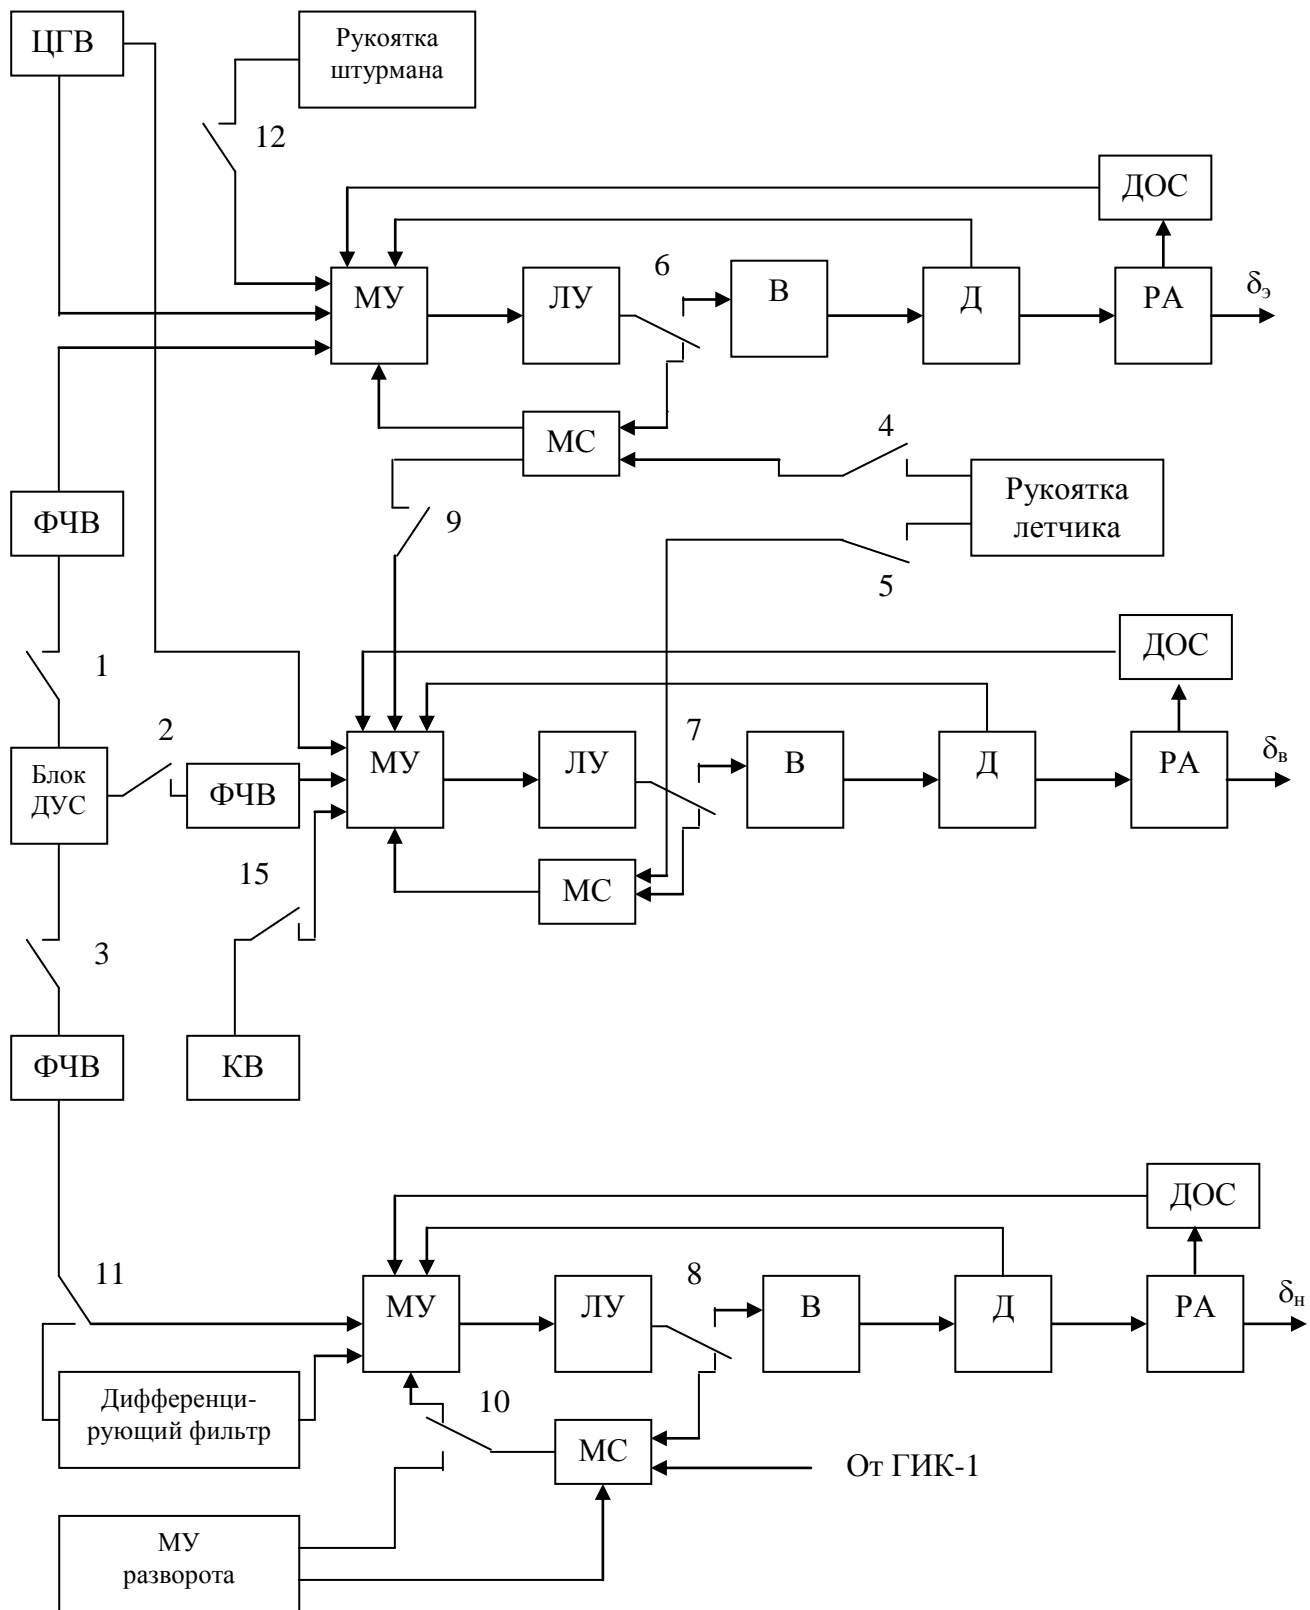 ЦГВ
Рукоятка
штурмана
12
ДОС
МУ
ЛУ
6
В
Д
РА
δэ
МС
4
Рукоятка
летчика
ФЧВ
9
5
1
ДОС
2
Блок
ДУС
ФЧВ
МУ
ЛУ
7
В
Д
РА
δв
15
МС
3
ФЧВ
КВ
ДОС
11
МУ
ЛУ
8
В
Д
РА
δн
Дифференци-
рующий фильтр
10
МС
От ГИК-1
МУ
разворота